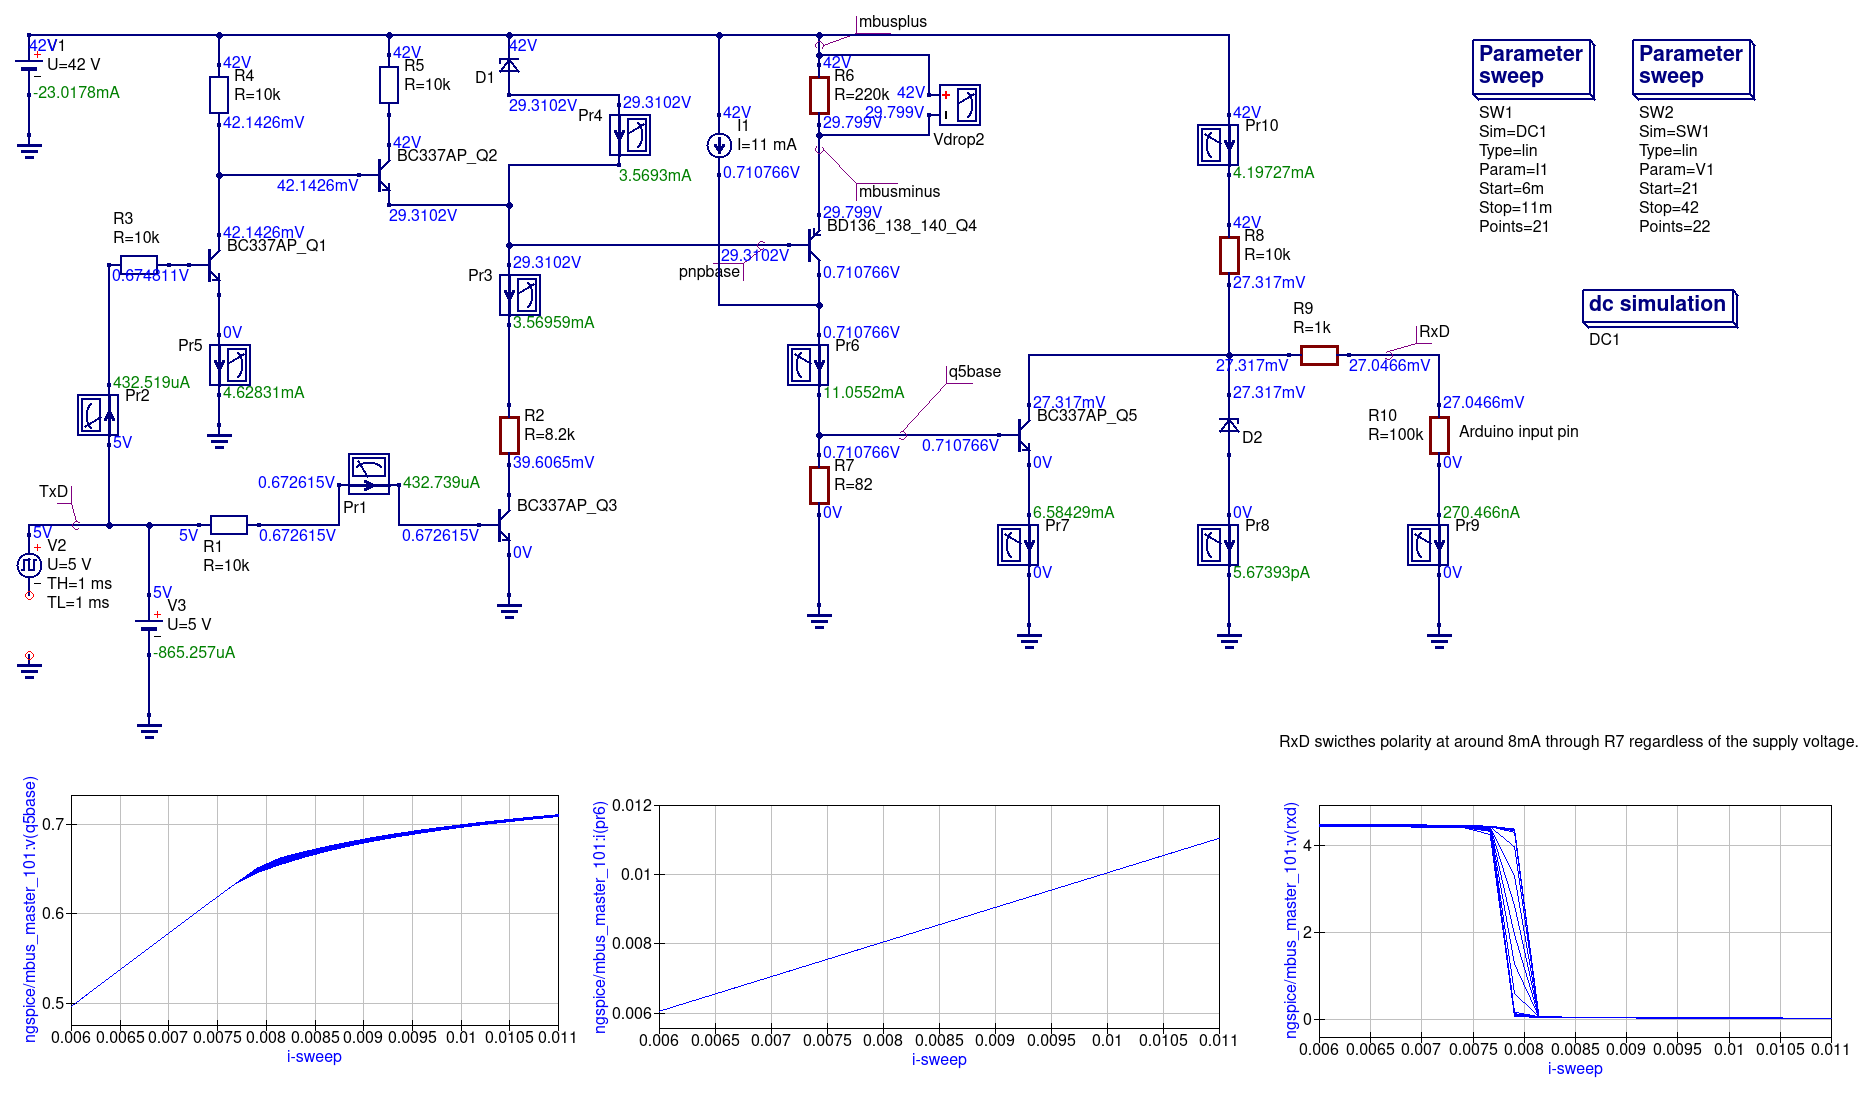 mbusplus
42V
V1
U=42 V
-23.0178mA
42V
R4
R=10k
42.1426mV
42V
R5
R=10k
42V
BC337AP_Q2
42.1426mV
29.3102V
42V
D1
29.3102V
29.3102V
Pr4
3.5693mA
42V
I1
I=11 mA
0.710766V
42V
R6
R=220k
29.799V
42V
29.799V
Vdrop2
mbusminus
29.799V
BD136_138_140_Q4
29.3102V
pnpbase
0.710766V
42V
Pr10
4.19727mA
42V
R8
R=10k
27.317mV
Parameter
sweep
SW1
Sim=DC1
Type=lin
Param=I1
Start=6m
Stop=11m
Points=21
Parameter
sweep
SW2
Sim=SW1
Type=lin
Param=V1
Start=21
Stop=42
Points=22
dc simulation
DC1
R3
R=10k
0.674811V
42.1426mV
BC337AP_Q1
0V
Pr5
4.62831mA
432.519uA
Pr2
5V
29.3102V
Pr3
3.56959mA
R2
R=8.2k
39.6065mV
BC337AP_Q3
0V
0.710766V
Pr6
11.0552mA
q5base
0.710766V
0.710766V
R7
R=82
0V
R9
R=1k
RxD
27.317mV
27.0466mV
27.317mV
27.317mV
BC337AP_Q5
0V
6.58429mA
Pr7
0V
D2
0V
Pr8
5.67393pA
27.0466mV
R10
R=100k
Arduino input pin
0V
270.466nA
Pr9
0V
TxD
5V
V2
U=5 V
TH=1 ms
TL=1 ms
5V
R1
R=10k
0.672615V
0.672615V
Pr1
432.739uA
0.672615V
5V
V3
U=5 V
-865.257uA
RxD swicthes polarity at around 8mA through R7 regardless of the supply voltage.
ngspice/mbus_master_101:v(q5base)
0.7
0.6
0.5
0.006 0.0065 0.007 0.0075 0.008 0.0085 0.009 0.0095 0.01 0.0105 0.011
i-sweep
ngspice/mbus_master_101:i(pr6)
0.012
0.01
0.008
0.006
0.006 0.0065 0.007 0.0075 0.008 0.0085 0.009 0.0095 0.01 0.0105 0.011
i-sweep
ngspice/mbus_master_101:v(rxd)
4
2
0
0.006 0.0065 0.007 0.0075 0.008 0.0085 0.009 0.0095 0.01 0.0105 0.011
i-sweep